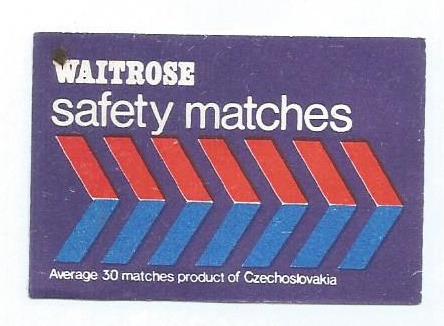 WAITROSE
safety matches
Average 30 matches product of Czechoslovakia